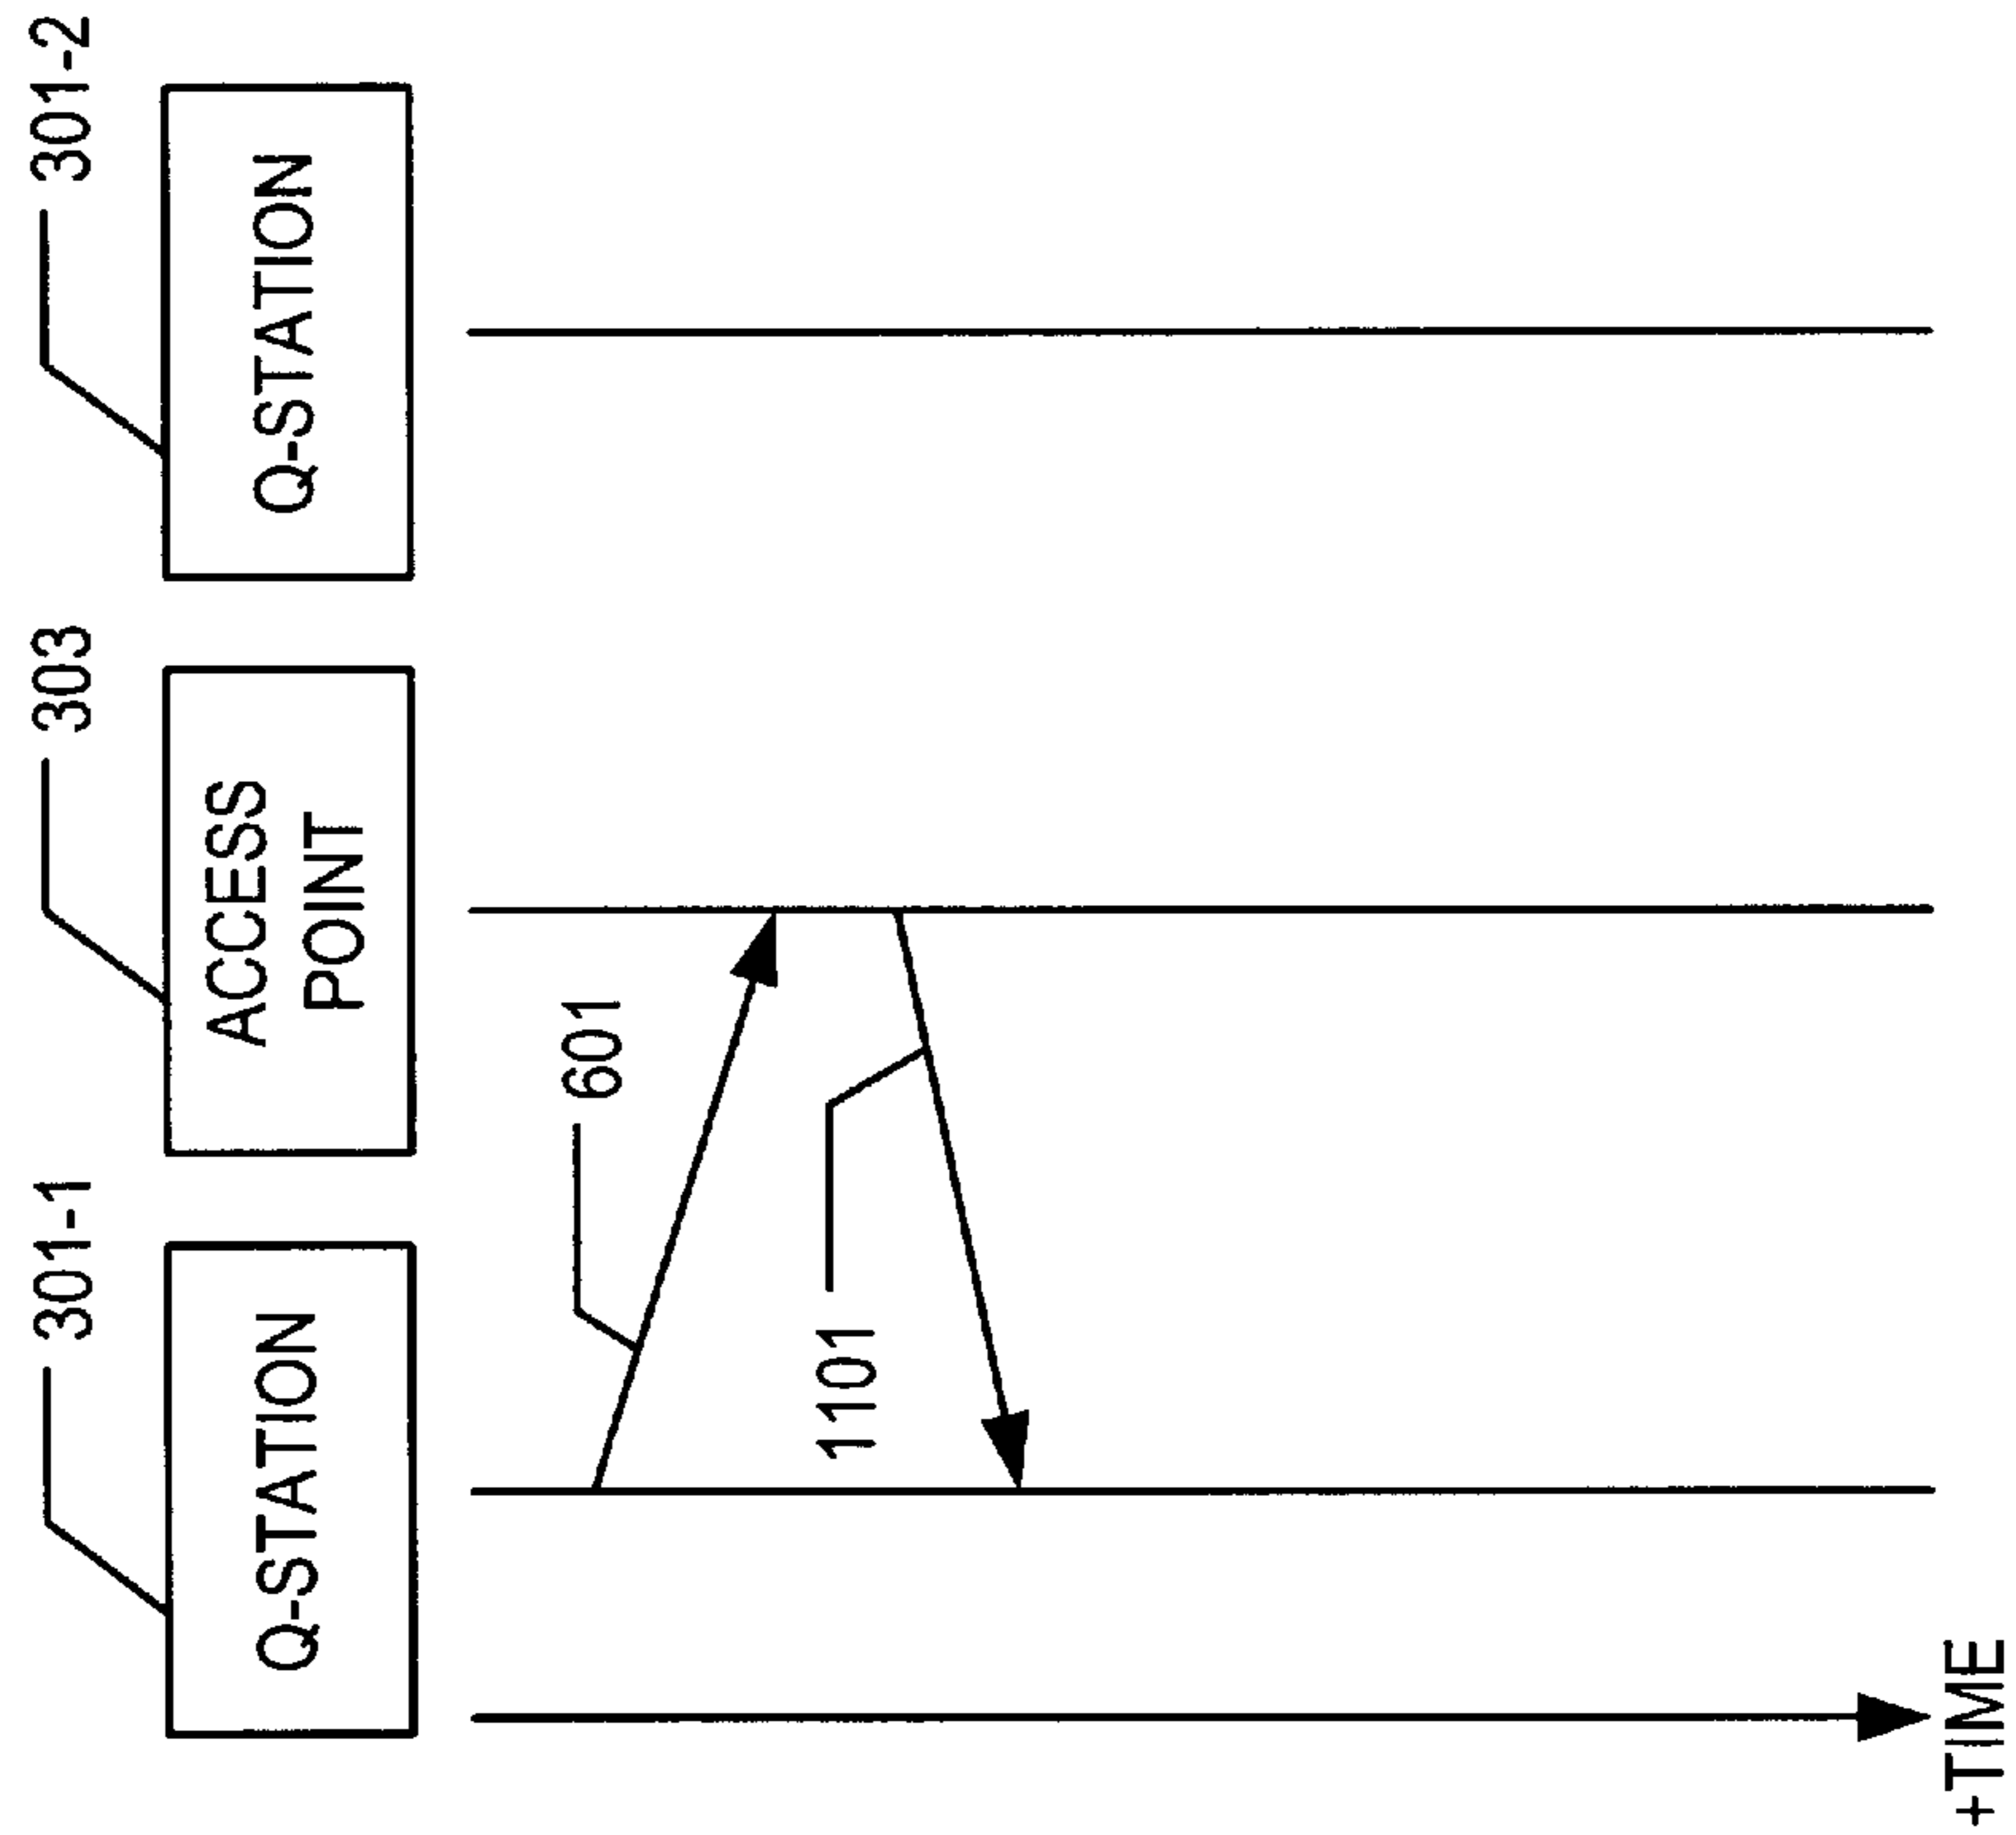 301-1
303
301-2
Q-STATION
ACCESS
POINT
Q-STATION
601
1101
+TIME